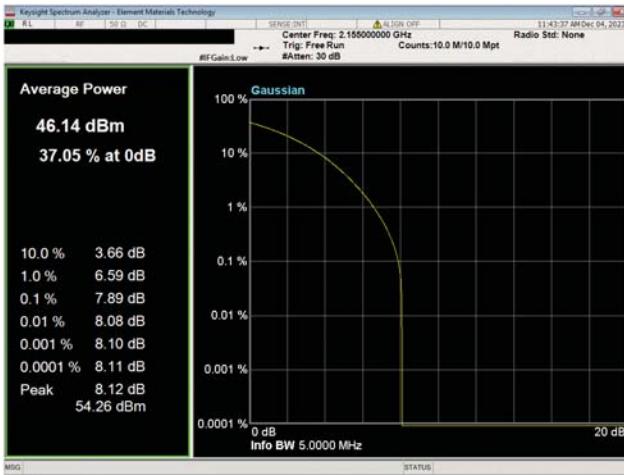 Keysight Spectrum Analyzer - Element Materials Technology
RL RF 50 Ω DC SENSE:INT ALIGN OFF 11:43:37 AM Dec 04, 2023
Center Freq: 2.155000000 GHz Radio Std: None
Trig: Free Run Counts:10.0 M/10.0 Mpt
#IFGain:Low #Atten: 30 dB
Average Power
46.14 dBm
37.05 % at 0dB
10.0 % 3.66 dB
1.0 % 6.59 dB
0.1 % 7.89 dB
0.01 % 8.08 dB
0.001 % 8.10 dB
0.0001 % 8.11 dB
Peak 8.12 dB
54.26 dBm
Gaussian
100 %
10 %
1 %
0.1 %
0.01 %
0.001 %
0.0001 %
0 dB 20 dB
Info BW 5.0000 MHz
MSG STATUS